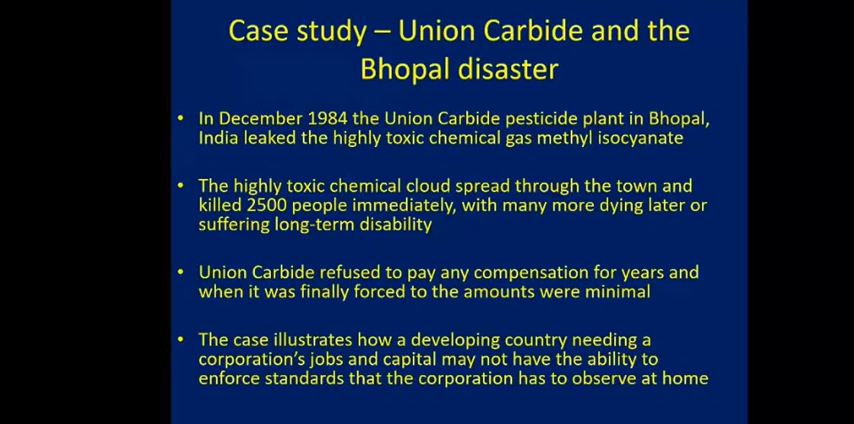 Case study – Union Carbide and the
Bhopal disaster
• In December 1984 the Union Carbide pesticide plant in Bhopal,
India leaked the highly toxic chemical gas methyl isocyanate
• The highly toxic chemical cloud spread through the town and
killed 2500 people immediately, with many more dying later or
suffering long-term disability
• Union Carbide refused to pay any compensation for years and
when it was finally forced to the amounts were minimal
• The case illustrates how a developing country needing a
corporation's jobs and capital may not have the ability to
enforce standards that the corporation has to observe at home